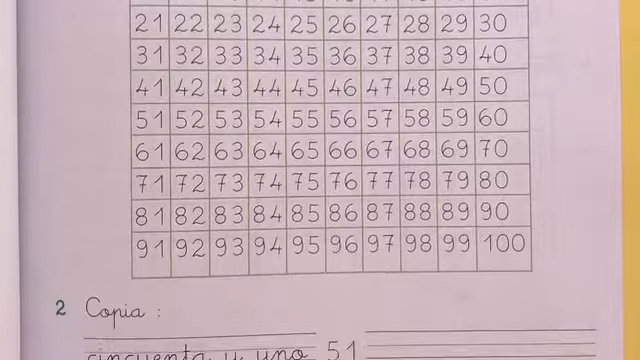 21 22 23 24 25 26 27 28 29 30
31 32 33 34 35 36 37 38 39 40
41 42 43 44 45 46 47 48 49 50
51 52 53 54 55 56 57 58 59 60
61 62 63 64 65 66 67 68 69 70
71 72 73 74 75 76 77 78 79 80
81 82 83 84 85 86 87 88 89 90
91 92 93 94 95 96 97 98 99 100
2 Copia :
cincuenta y uno 51